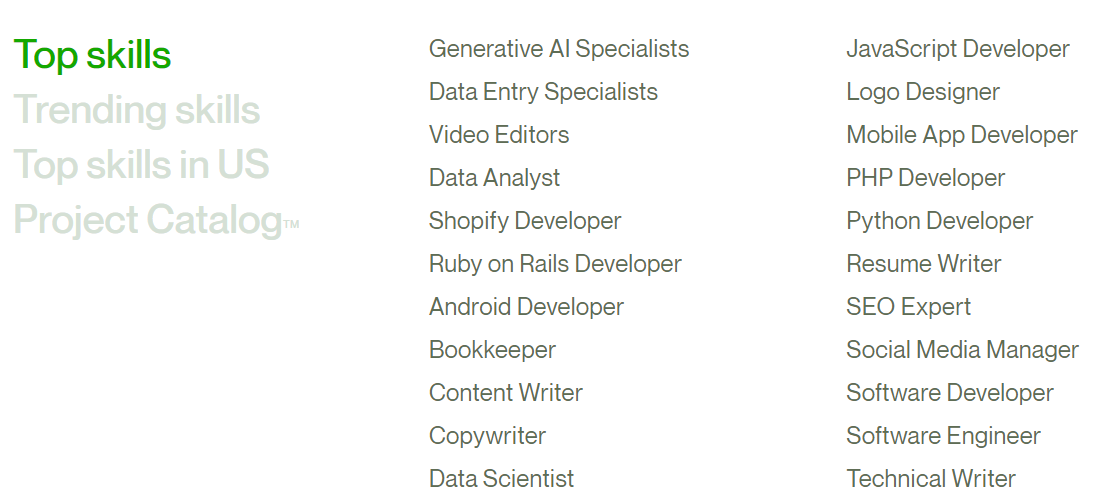 Top skills
Trending skills
Top skills in US
Project Catalog™
Generative AI Specialists
Data Entry Specialists
Video Editors
Data Analyst
Shopify Developer
Ruby on Rails Developer
Android Developer
Bookkeeper
Content Writer
Copywriter
Data Scientist
JavaScript Developer
Logo Designer
Mobile App Developer
PHP Developer
Python Developer
Resume Writer
SEO Expert
Social Media Manager
Software Developer
Software Engineer
Technical Writer